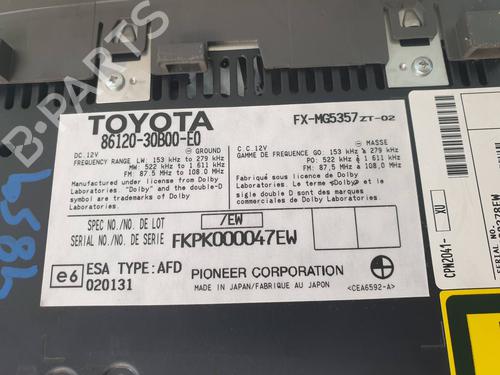 B-PARTS
TOYOTA
86120-30B00-E0
FX-MG5357 ZT-02
DC.12V ⊖ GROUND
FREQUENCY RANGE LW: 153 kHz to 279 kHz
MW: 522 kHz to 1 611 kHz
FM: 87.5 MHz to 108.0 MHz
Manufactured under license from Dolby
Laboratories. "Dolby" and the double-D
symbol are trademarks of Dolby
Laboratories.
C.C.12V ⊖ MASSE
GAMME DE FREQUENCE GO: 153 kHz à 279 kHz
PO: 522 kHz à 1 611 kHz
FM: 87.5 MHz à 108.0 MHz
Fabriqué sous licence de Dolby
Laboratories. Le terme "Dolby" et le
sigle double D sont des marques
commerciales de Dolby Laboratories.
SPEC NO./NO. DE LOT /EW
SERIAL NO./NO. DE SERIE FKPK000047EW
e6 ESA TYPE: AFD
020131
PIONEER CORPORATION
MADE IN JAPAN/FABRIQUE AU JAPON
<CEA6592-A>
CPN2041- XU